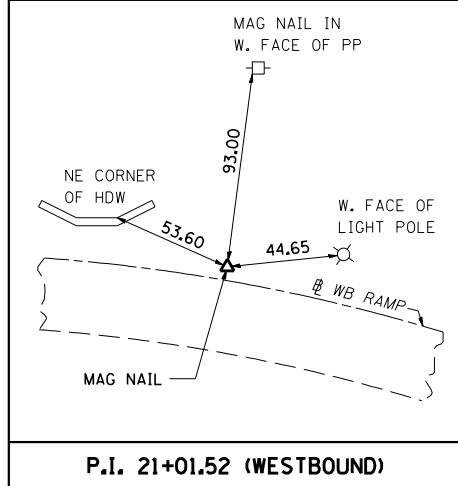 MAG NAIL IN
W. FACE OF PP
93.00
NE CORNER
OF HDW
53.60
44.65
W. FACE OF
LIGHT POLE
℄ WB RAMP
MAG NAIL
P.I. 21+01.52 (WESTBOUND)